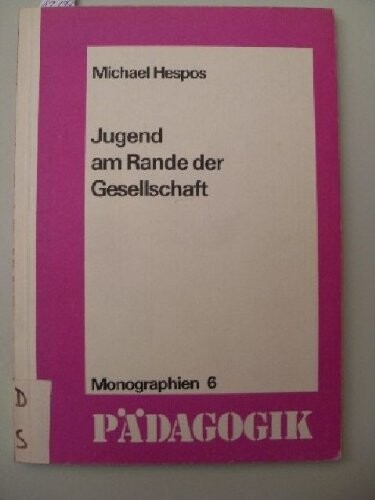 Michael Hespos
Jugend
am Rande der
Gesellschaft
Monographien 6
PÄDAGOGIK
D
S